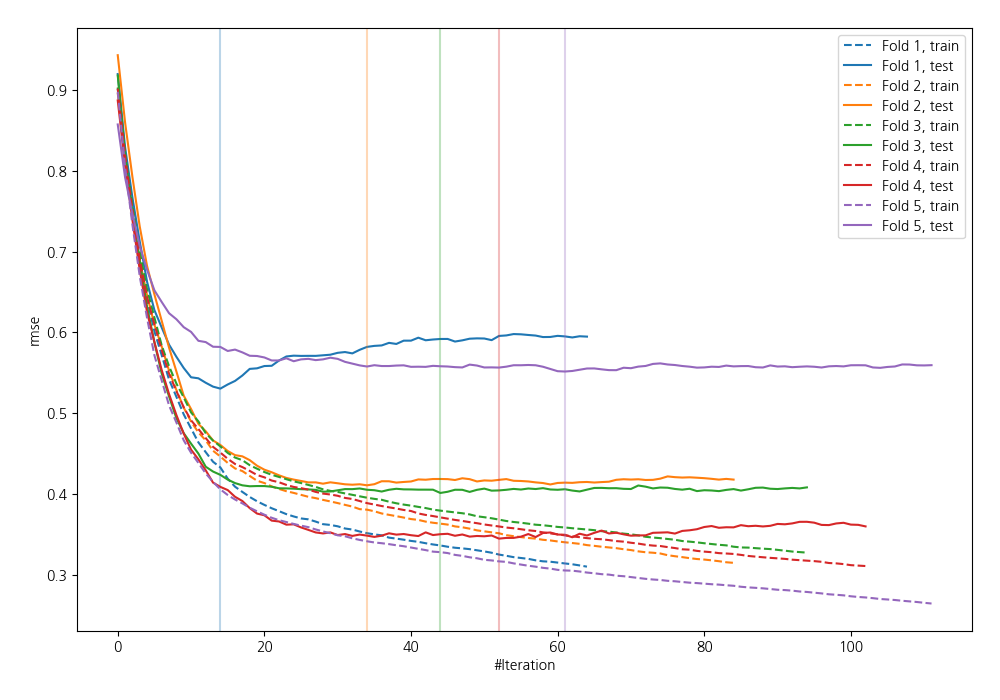 0.9
0.8
0.7
0.6
0.5
0.4
0.3
rmse
0
20
40
60
80
100
#Iteration
Fold 1, train
Fold 1, test
Fold 2, train
Fold 2, test
Fold 3, train
Fold 3, test
Fold 4, train
Fold 4, test
Fold 5, train
Fold 5, test